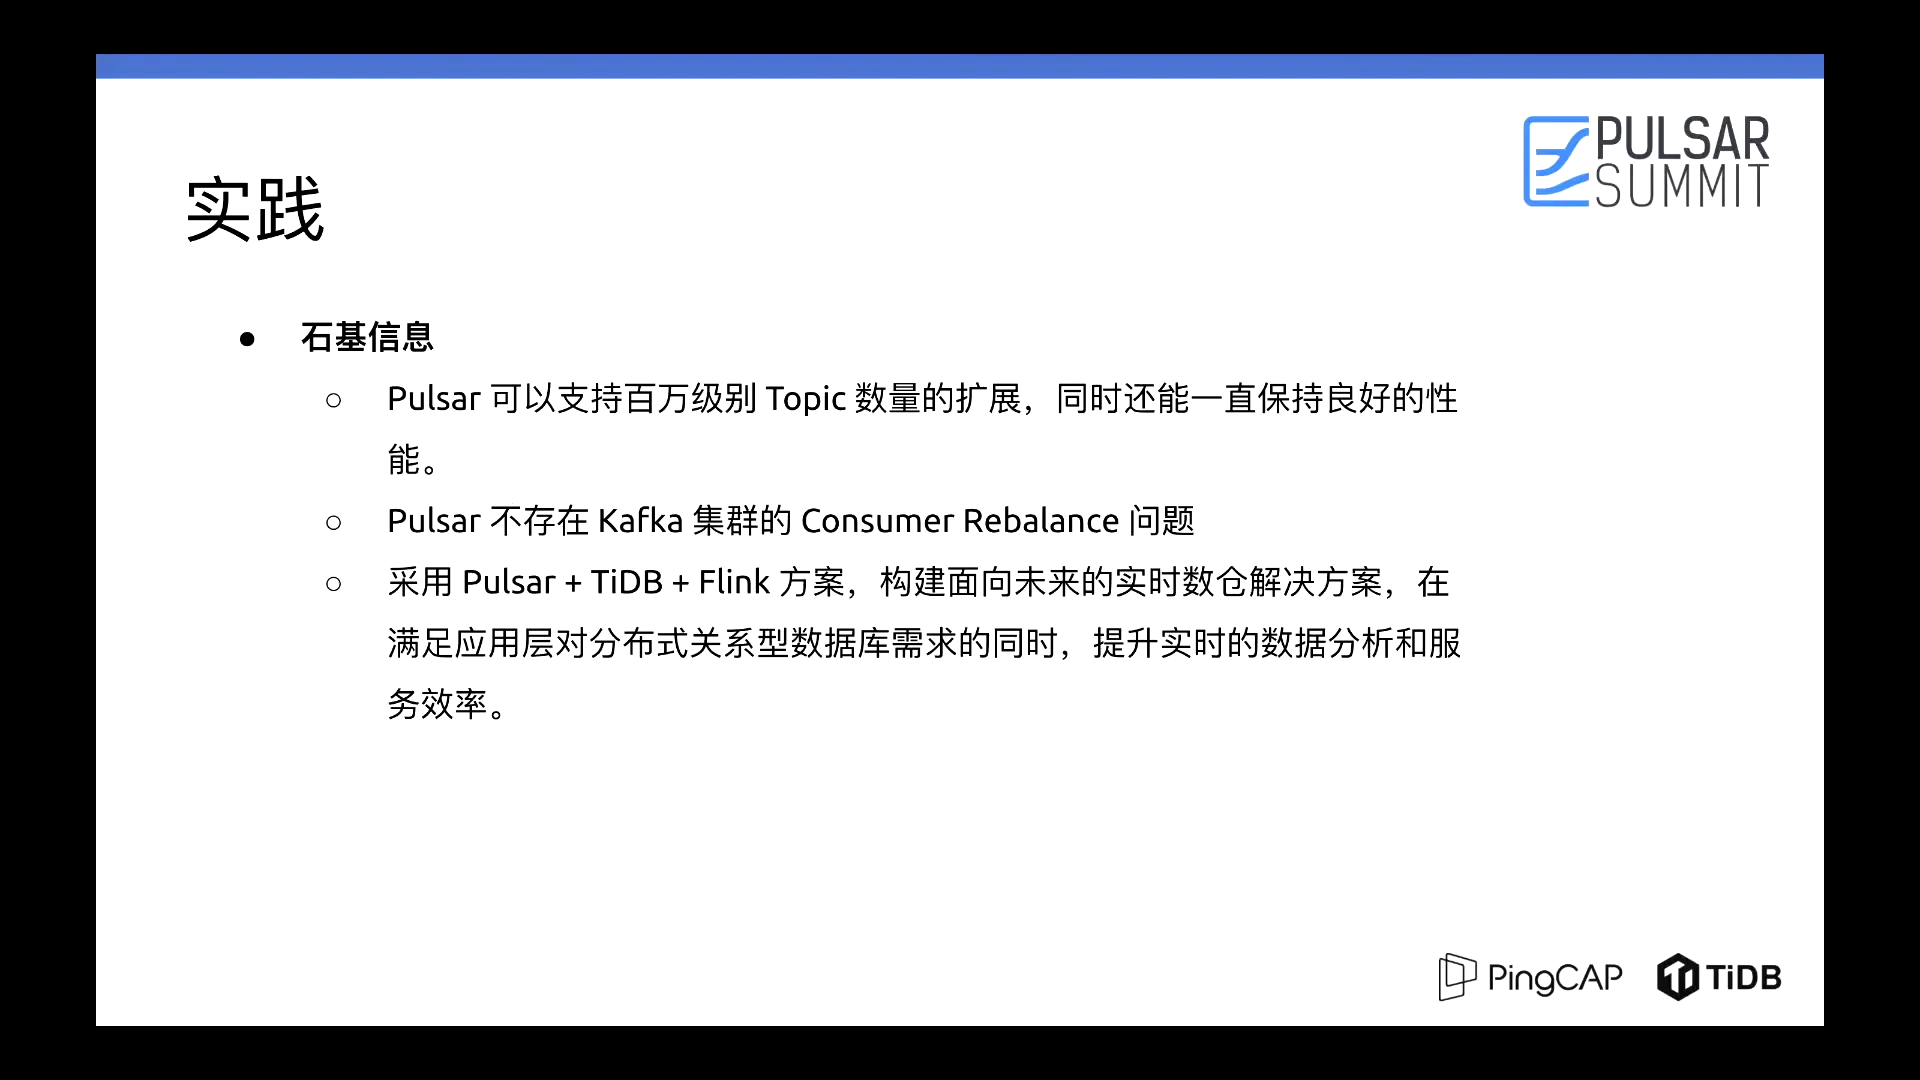 PULSAR
SUMMIT
实践
● 石基信息
○ Pulsar 可以支持百万级别 Topic 数量的扩展，同时还能一直保持良好的性
能。
○ Pulsar 不存在 Kafka 集群的 Consumer Rebalance 问题
○ 采用 Pulsar + TiDB + Flink 方案，构建面向未来的实时数仓解决方案，在
满足应用层对分布式关系型数据库需求的同时，提升实时的数据分析和服
务效率。
PingCAP TiDB